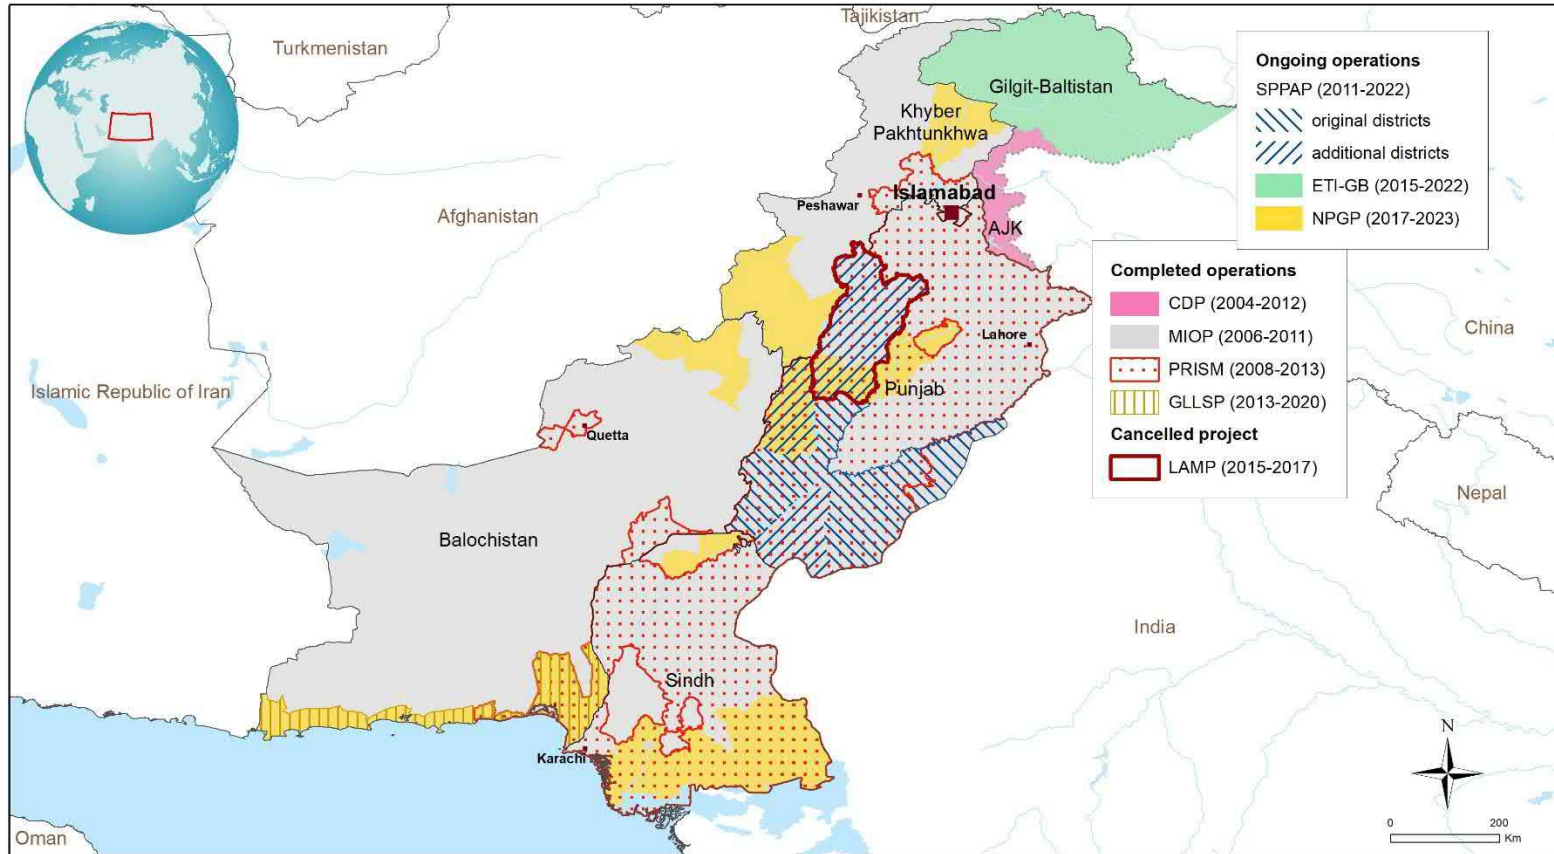 Tajikistan
Turkmenistan
Gilgit-Baltistan
Khyber
Pakhtunkhwa
Islamabad
Peshawar
AJK
Afghanistan
Ongoing operations
SPPAP (2011-2022)
original districts
additional districts
ETI-GB (2015-2022)
NPGP (2017-2023)
Completed operations
CDP (2004-2012)
MIOP (2006-2011)
PRISM (2008-2013)
GLLSP (2013-2020)
Cancelled project
LAMP (2015-2017)
China
Lahore
Islamic Republic of Iran
Punjab
Quetta
Nepal
Balochistan
India
Sindh
Karachi
N
Oman
0 200
Km